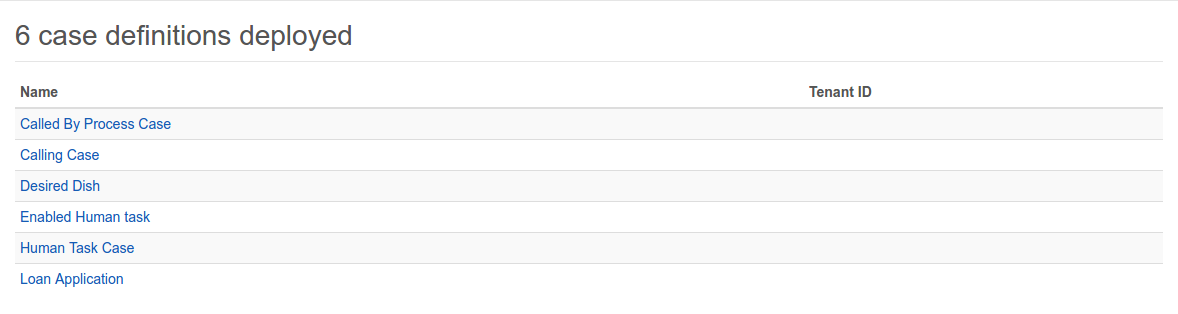 6 case definitions deployed
Name Tenant ID
Called By Process Case
Calling Case
Desired Dish
Enabled Human task
Human Task Case
Loan Application